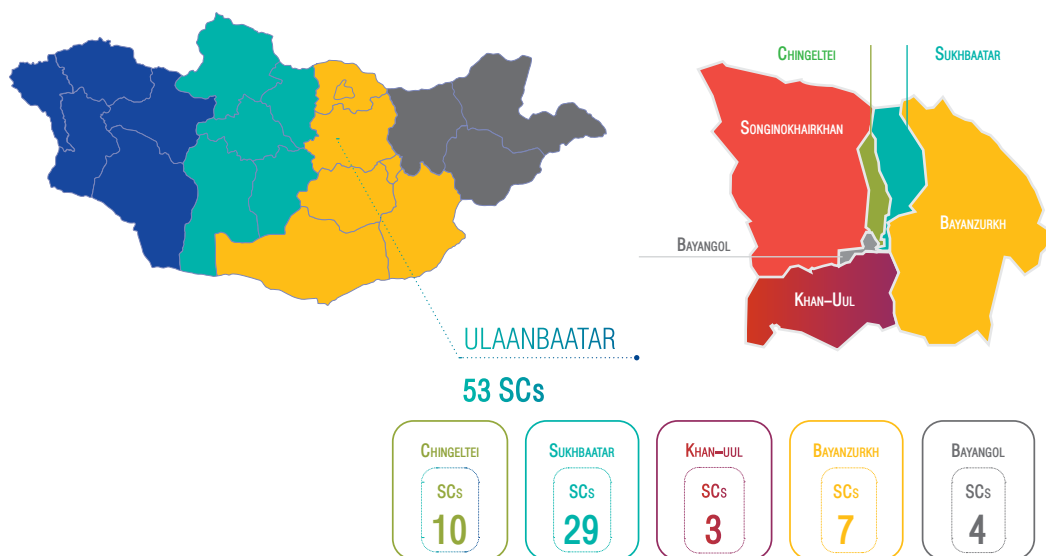 CHINGELTEI
SUKHBAATAR
SONGINOKHAIRKHAN
BAYANZURKH
BAYANGOL
KHAN–UUL
ULAANBAATAR
53 SCs
CHINGELTEI
SCs
10
SUKHBAATAR
SCs
29
KHAN–UUL
SCs
3
BAYANZURKH
SCs
7
BAYANGOL
SCs
4